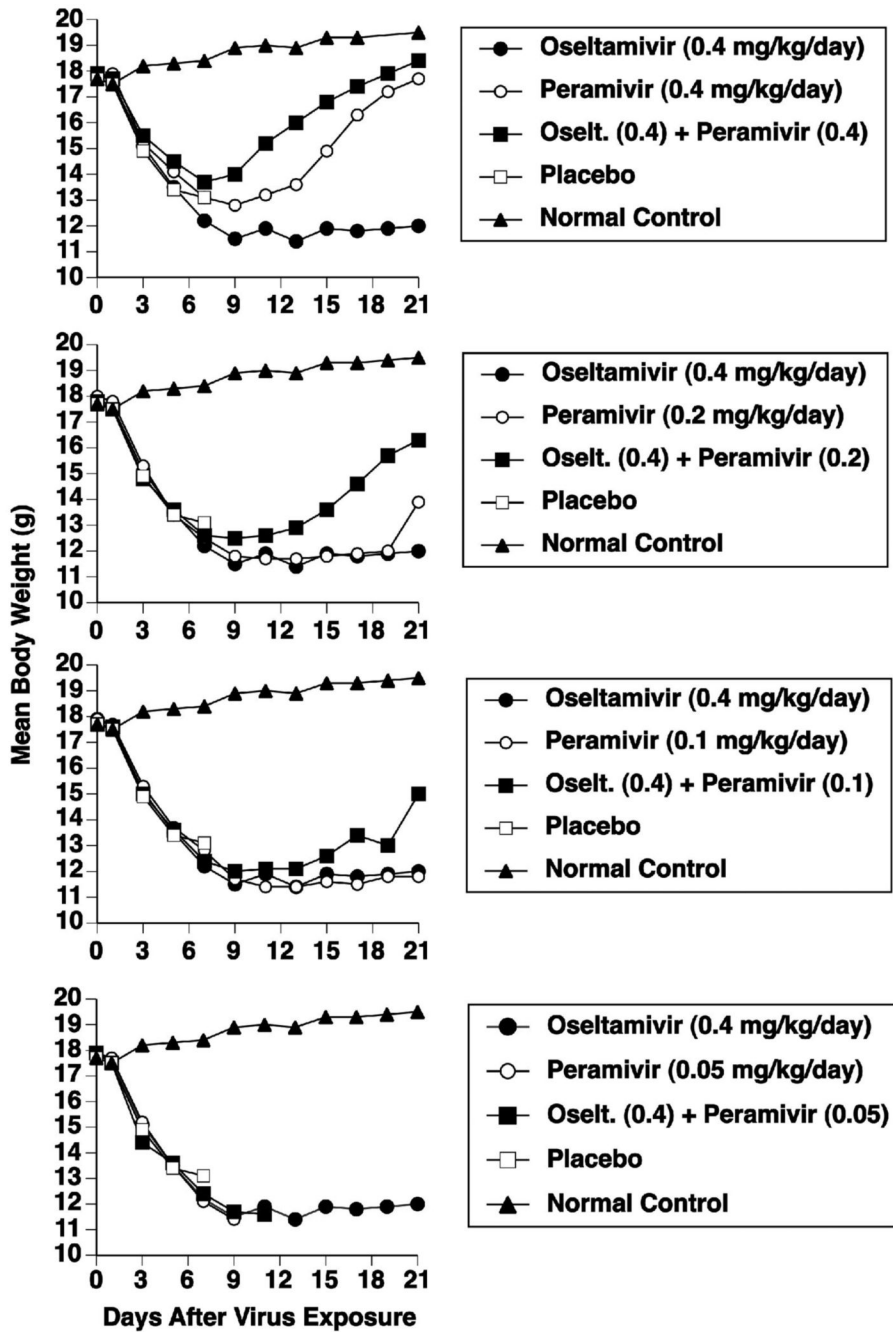 Mean Body Weight (g)
20
19
18
17
16
15
14
13
12
11
10
0 3 6 9 12 15 18 21
Oseltamivir (0.4 mg/kg/day)
Peramivir (0.4 mg/kg/day)
Oselt. (0.4) + Peramivir (0.4)
Placebo
Normal Control
20
19
18
17
16
15
14
13
12
11
10
0 3 6 9 12 15 18 21
Oseltamivir (0.4 mg/kg/day)
Peramivir (0.2 mg/kg/day)
Oselt. (0.4) + Peramivir (0.2)
Placebo
Normal Control
20
19
18
17
16
15
14
13
12
11
10
0 3 6 9 12 15 18 21
Oseltamivir (0.4 mg/kg/day)
Peramivir (0.1 mg/kg/day)
Oselt. (0.4) + Peramivir (0.1)
Placebo
Normal Control
20
19
18
17
16
15
14
13
12
11
10
0 3 6 9 12 15 18 21
Oseltamivir (0.4 mg/kg/day)
Peramivir (0.05 mg/kg/day)
Oselt. (0.4) + Peramivir (0.05)
Placebo
Normal Control
Days After Virus Exposure